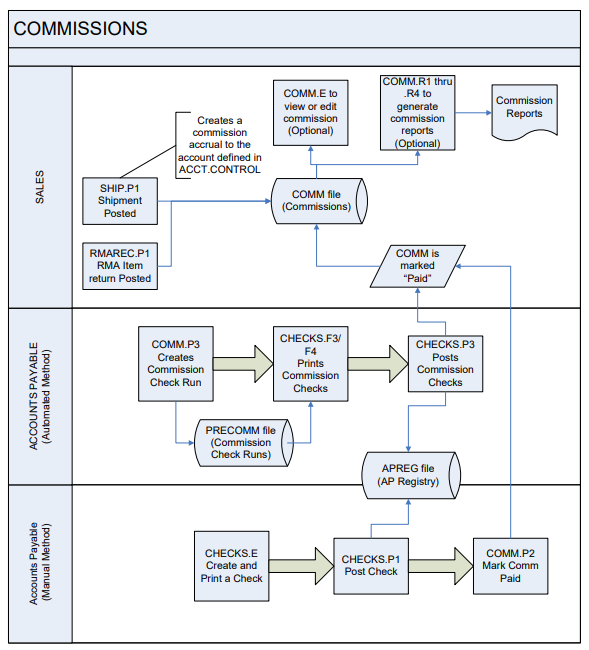 COMMISSIONS
SALES
Creates a
commission
accrual to the
account defined in
ACCT.CONTROL
COMM.E to
view or edit
commission
(Optional)
COMM.R1 thru
.R4 to
generate
commission
reports
(Optional)
Commission
Reports
SHIP.P1
Shipment
Posted
COMM file
(Commissions)
RMAREC.P1
RMA Item
return Posted
COMM is
marked
“Paid”
ACCOUNTS PAYABLE
(Automated Method)
COMM.P3
Creates
Commission
Check Run
CHECKS.F3/
F4
Prints
Commission
Checks
CHECKS.P3
Posts
Commission
Checks
PRECOMM file
(Commission
Check Runs)
APREG file
(AP Registry)
Accounts Payable
(Manual Method)
CHECKS.E
Create and
Print a Check
CHECKS.P1
Post Check
COMM.P2
Mark Comm
Paid